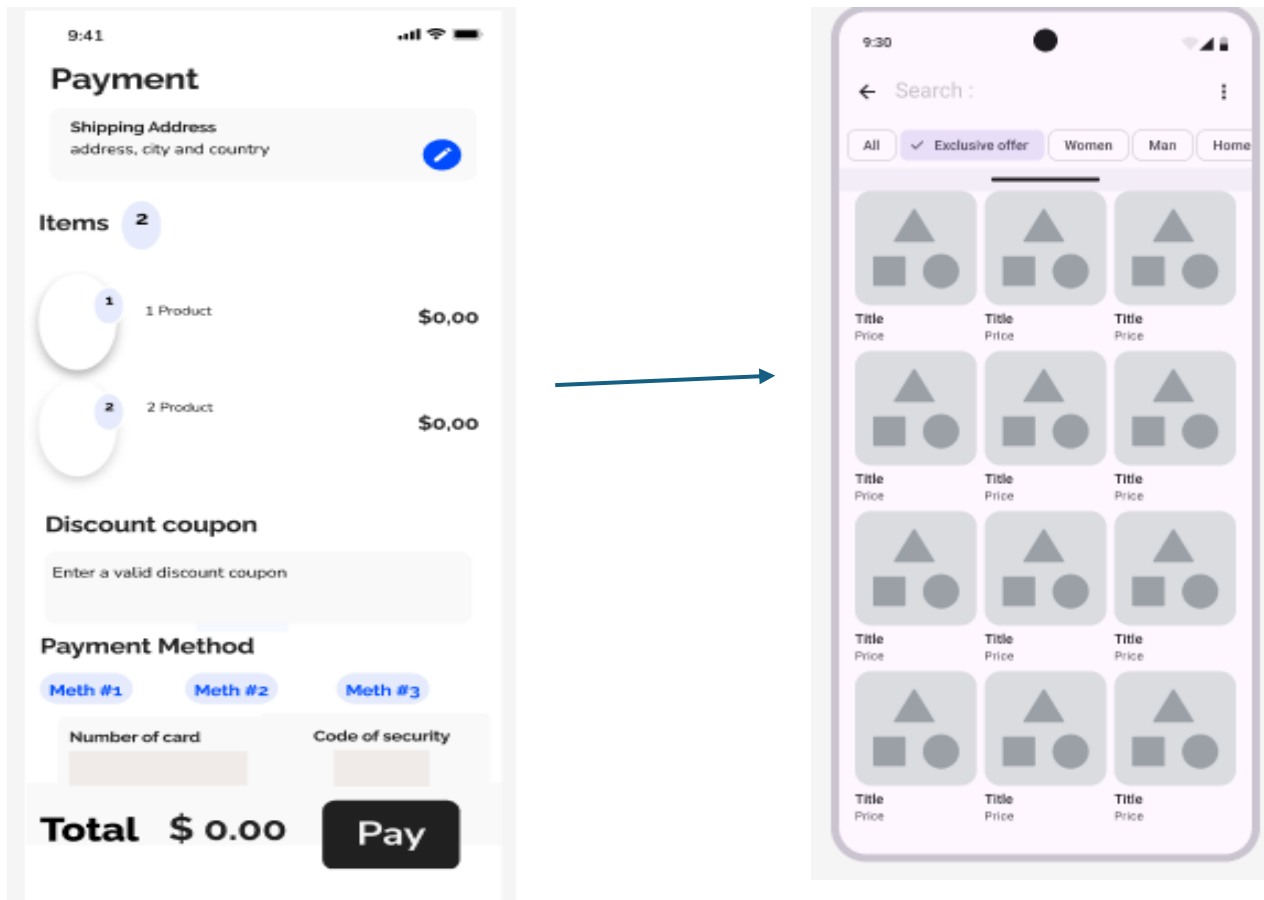 9:41
Payment
Shipping Address
address, city and country
Items 2
1
1 Product $0,00
2
2 Product $0,00
Discount coupon
Enter a valid discount coupon
Payment Method
Meth #1 Meth #2 Meth #3
Number of card Code of security
Total $ 0.00 Pay
9:30
Search :
All Exclusive offer Women Man Home
Title Title Title
Price Price Price
Title Title Title
Price Price Price
Title Title Title
Price Price Price
Title Title Title
Price Price Price